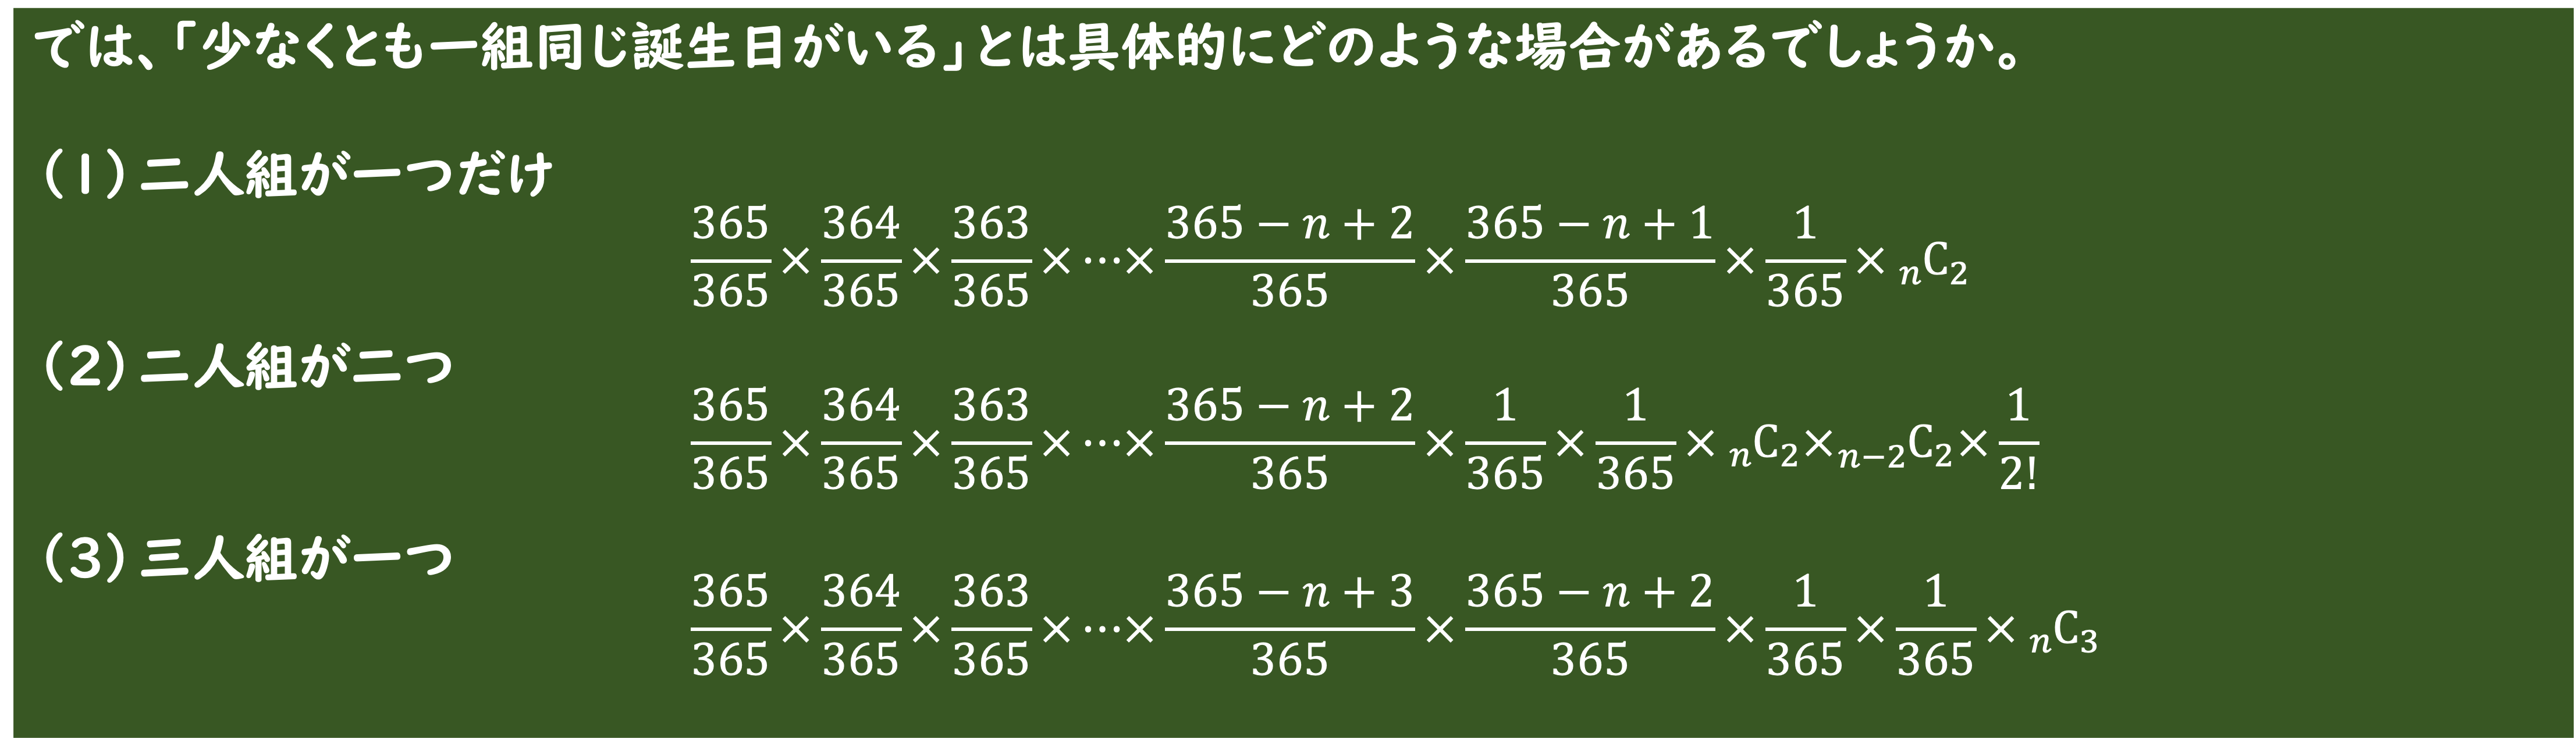 では、「少なくとも一組同じ誕生日がいる」とは具体的にどのような場合があるでしょうか。
(1)二人組が一つだけ
365/365 × 364/365 × 363/365 × ⋯ × (365 − n + 2)/365 × (365 − n + 1)/365 × 1/365 × nC2
(2)二人組が二つ
365/365 × 364/365 × 363/365 × ⋯ × (365 − n + 2)/365 × 1/365 × 1/365 × nC2 × n−2C2 × 1/2!
(3)三人組が一つ
365/365 × 364/365 × 363/365 × ⋯ × (365 − n + 3)/365 × (365 − n + 2)/365 × 1/365 × 1/365 × nC3